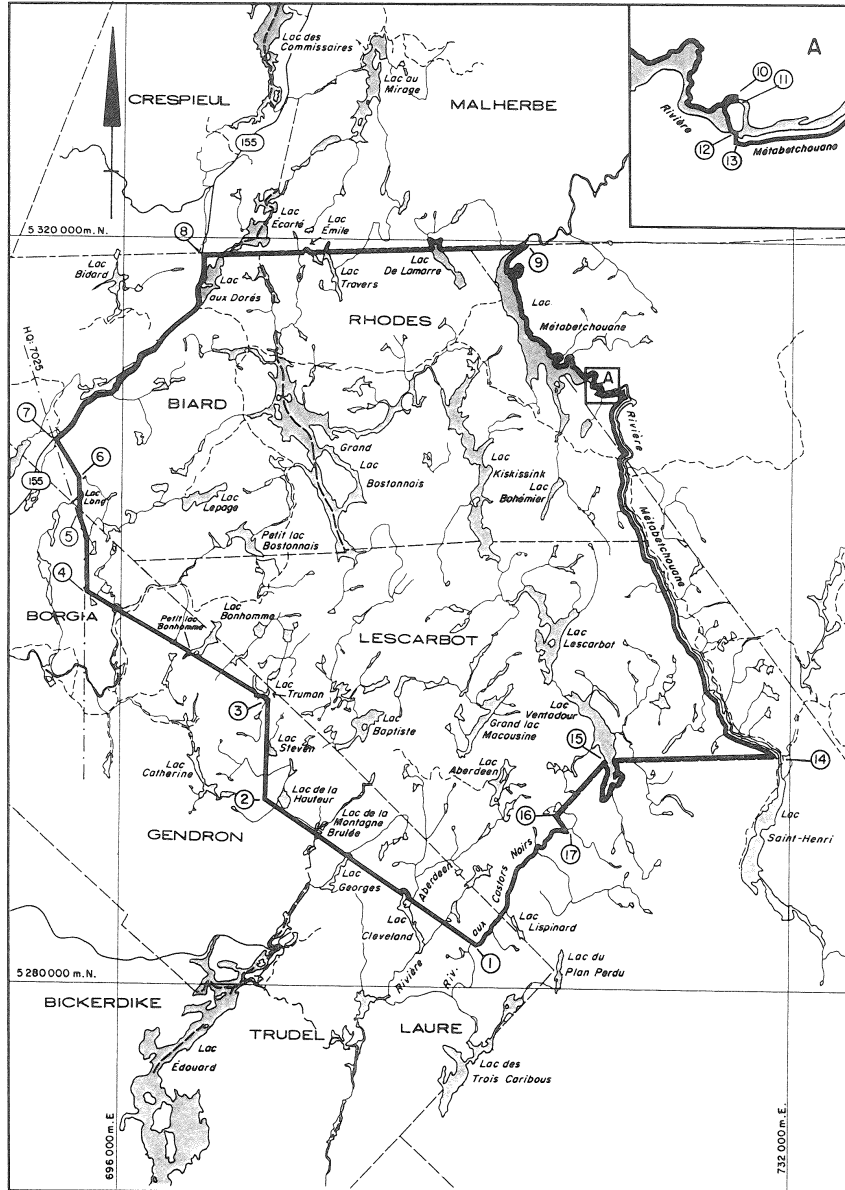 Lac des
Commissaires
Lac au
Mirage
CRESPIEUL
MALHERBE
155
A
10
11
Rivière
12
13
Métabetchouane
5 320 000 m. N.
8
Lac
Écarté
Lac
Émile
9
Lac
Bidard
Lac
aux Dorés
Lac
Travers
Lac
De Lamarre
Lac
Métabetchouane
RHODES
HQ: 7025
A
BIARD
7
Rivière
Grand
Lac
Bostonnais
6
155
Lac
Long
Lac
Kiskissink
Lac
Bohémier
Lac
Lepage
5
Petit lac
Bostonnais
Métabetchouane
4
BORGIA
Lac
Bonhomme
Petit lac
Bonhomme
LESCARBOT
Lac
Lescarbot
Lac
Truman
3
Lac
Ventadour
Lac
Baptiste
Grand lac
Macousine
Lac
Steven
15
14
Lac
Catherine
Lac
Aberdeen
2
Lac de la
Hauteur
16
Lac de la
Montagne
Brulée
17
Lac
Saint-Henri
GENDRON
Lac
Georges
Rivière Aberdeen
Riv. aux Castors Noirs
Lac
Cleveland
Lac
Lispinard
1
Lac du
Plan Perdu
5 280 000 m. N.
BICKERDIKE
TRUDEL
LAURE
Lac
Édouard
Lac des
Trois Caribous
696 000 m. E.
732 000 m. E.